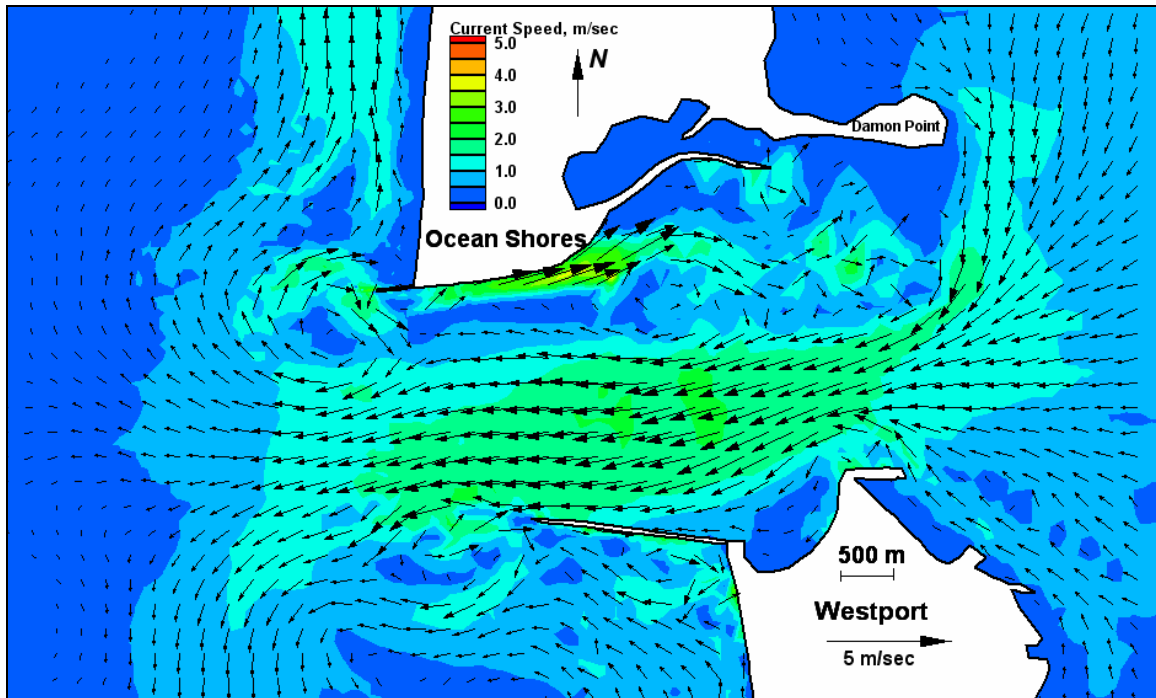 Current Speed, m/sec
5.0
4.0
3.0
2.0
1.0
0.0
N
Damon Point
Ocean Shores
500 m
Westport
5 m/sec